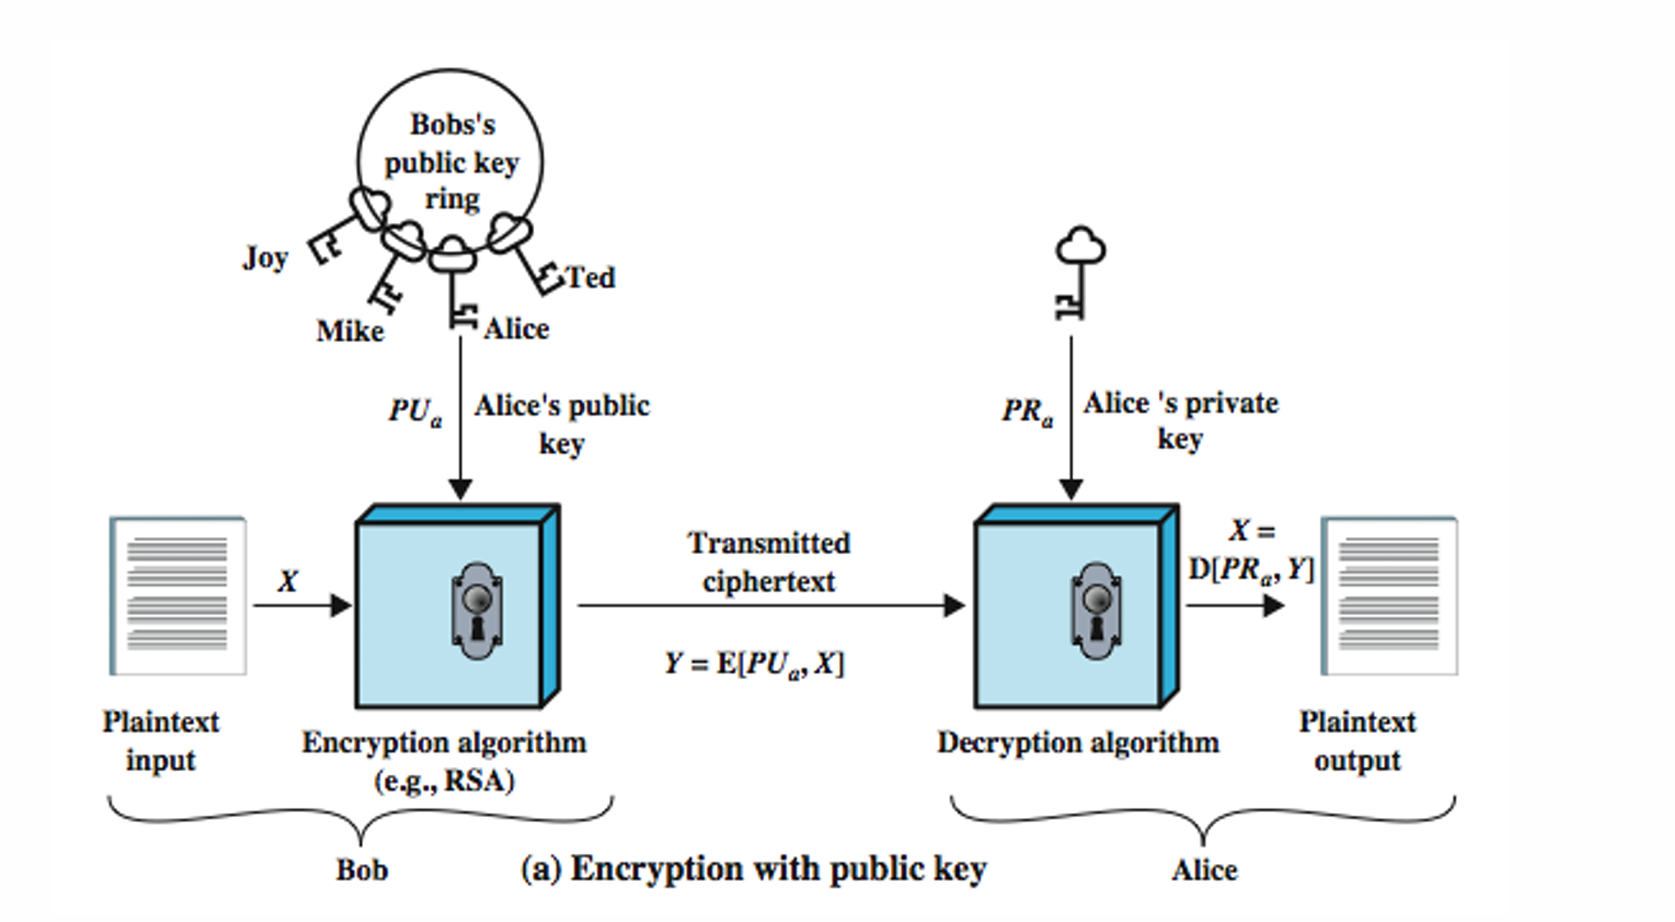 Bobs's
public key
ring
Joy
Ted
Mike
Alice
PUa
Alice's public
key
PRa
Alice 's private
key
X
Transmitted
ciphertext
Y = E[PUa, X]
X =
D[PRa, Y]
Plaintext
input
Encryption algorithm
(e.g., RSA)
Decryption algorithm
Plaintext
output
Bob
(a) Encryption with public key
Alice